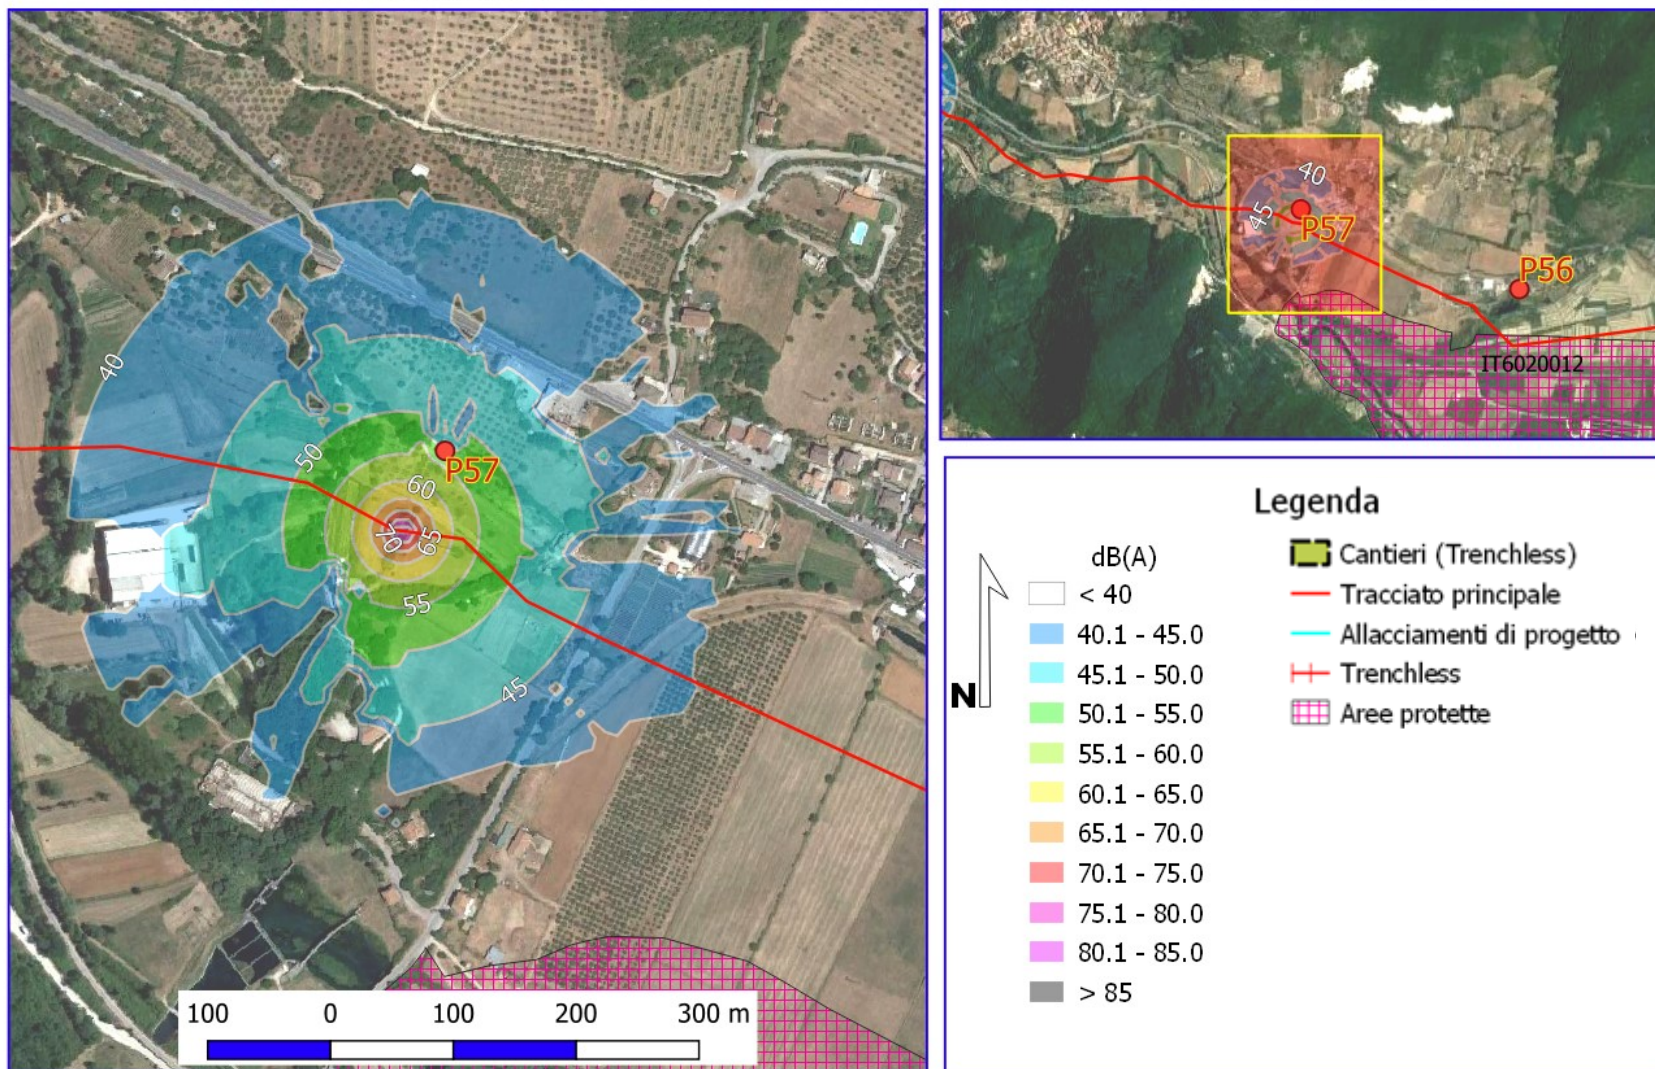 40
50
P57
60
70
65
55
45
100 0 100 200 300 m
40
45
P57
P56
IT6020012
Legenda
dB(A)
< 40
40.1 - 45.0
45.1 - 50.0
50.1 - 55.0
55.1 - 60.0
60.1 - 65.0
65.1 - 70.0
70.1 - 75.0
75.1 - 80.0
80.1 - 85.0
> 85
N
Cantieri (Trenchless)
Tracciato principale
Allacciamenti di progetto
Trenchless
Aree protette